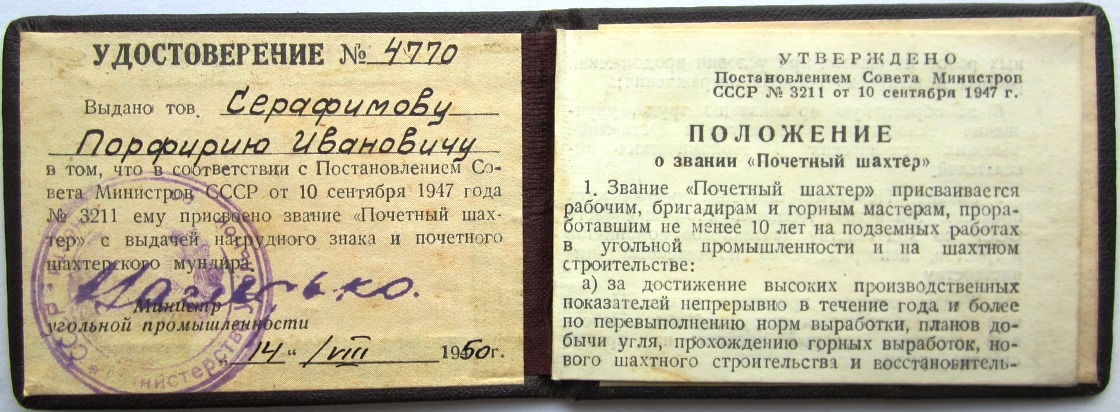 УДОСТОВЕРЕНИЕ № 4770
Выдано тов. Серафимову
Порфирию Ивановичу
в том, что в соответствии с Постановлением Со-
вета Министров СССР от 10 сентября 1947 года
№ 3211 ему присвоено звание «Почетный шах-
тер» с выдачей нагрудного знака и почетного
шахтерского мундира.
Министр
угольной промышленности
14 " VIII 1950 г.
УТВЕРЖДЕНО
Постановлением Совета Министров
СССР № 3211 от 10 сентября 1947 г.
ПОЛОЖЕНИЕ
о звании «Почетный шахтер»
1. Звание «Почетный шахтер» присваивается
рабочим, бригадирам и горным мастерам, прора-
ботавшим не менее 10 лет на подземных работах
в угольной промышленности и на шахтном
строительстве:
а) за достижение высоких производственных
показателей непрерывно в течение года и более
по перевыполнению норм выработки, планов до-
бычи угля, прохождению горных выработок, но-
вого шахтного строительства и восстановитель-